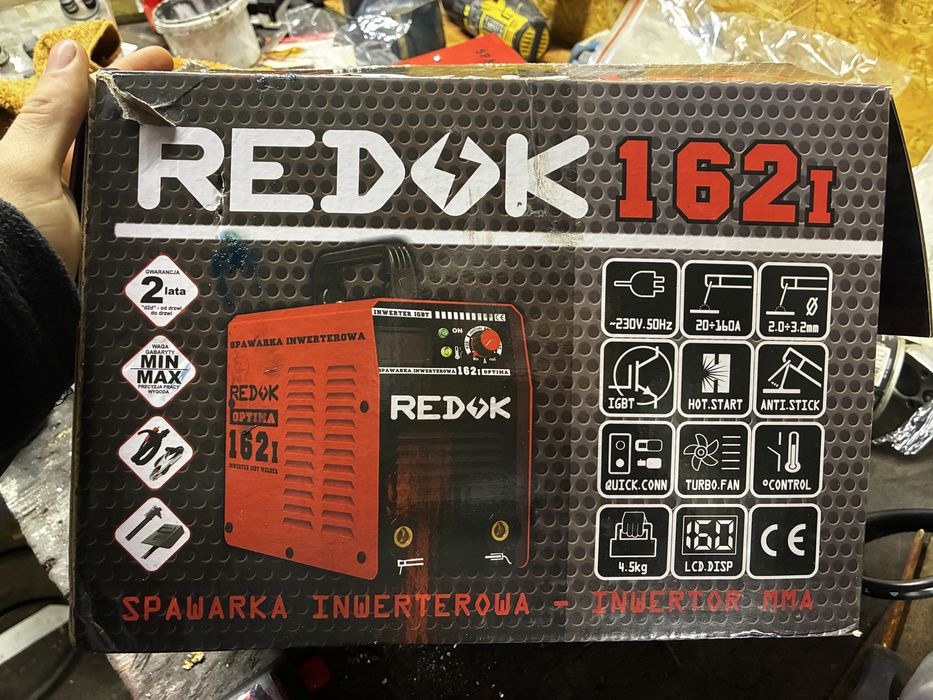 REDOK 162I
GWARANCJA
2 lata
"d2d" - od drzwi
do drzwi
WAGA
GABARYTY
MIN
MAX
PRECYZJA PRACY
WYGODA
INWERTER IGBT
CE
ON
SPAWARKA INWERTEROWA
SPAWARKA INWERTEROWA 162I OPTIMA
REDOK
OPTIMA
162I
INWERTER IGBT WELDER
REDOK
~230V.50Hz
20÷160A
Ø
2.0÷3.2mm
IGBT
HOT.START
ANTI.STICK
QUICK.CONN
TURBO.FAN
°CONTROL
4.5kg
160
LCD.DISP
CE
SPAWARKA INWERTEROWA - INWERTOR MMA